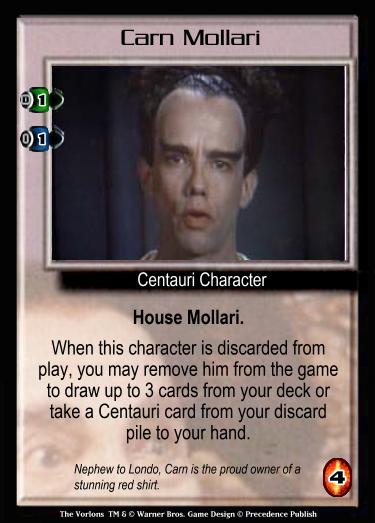 Carn Mollari
D 1
D 1
Centauri Character
House Mollari.
When this character is discarded from
play, you may remove him from the game
to draw up to 3 cards from your deck or
take a Centauri card from your discard
pile to your hand.
Nephew to Londo, Carn is the proud owner of a
stunning red shirt.
4
The Vorlons TM & © Warner Bros. Game Design © Precedence Publish